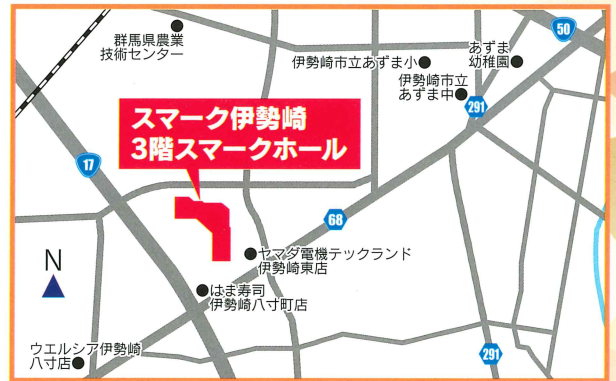 群馬県農業
技術センター
伊勢崎市立あずま小
あずま
幼稚園
伊勢崎市立
あずま中
50
291
スマーク伊勢崎
3階スマークホール
17
68
N
ヤマダ電機テックランド
伊勢崎東店
はま寿司
伊勢崎八寸町店
ウエルシア伊勢崎
八寸店
291